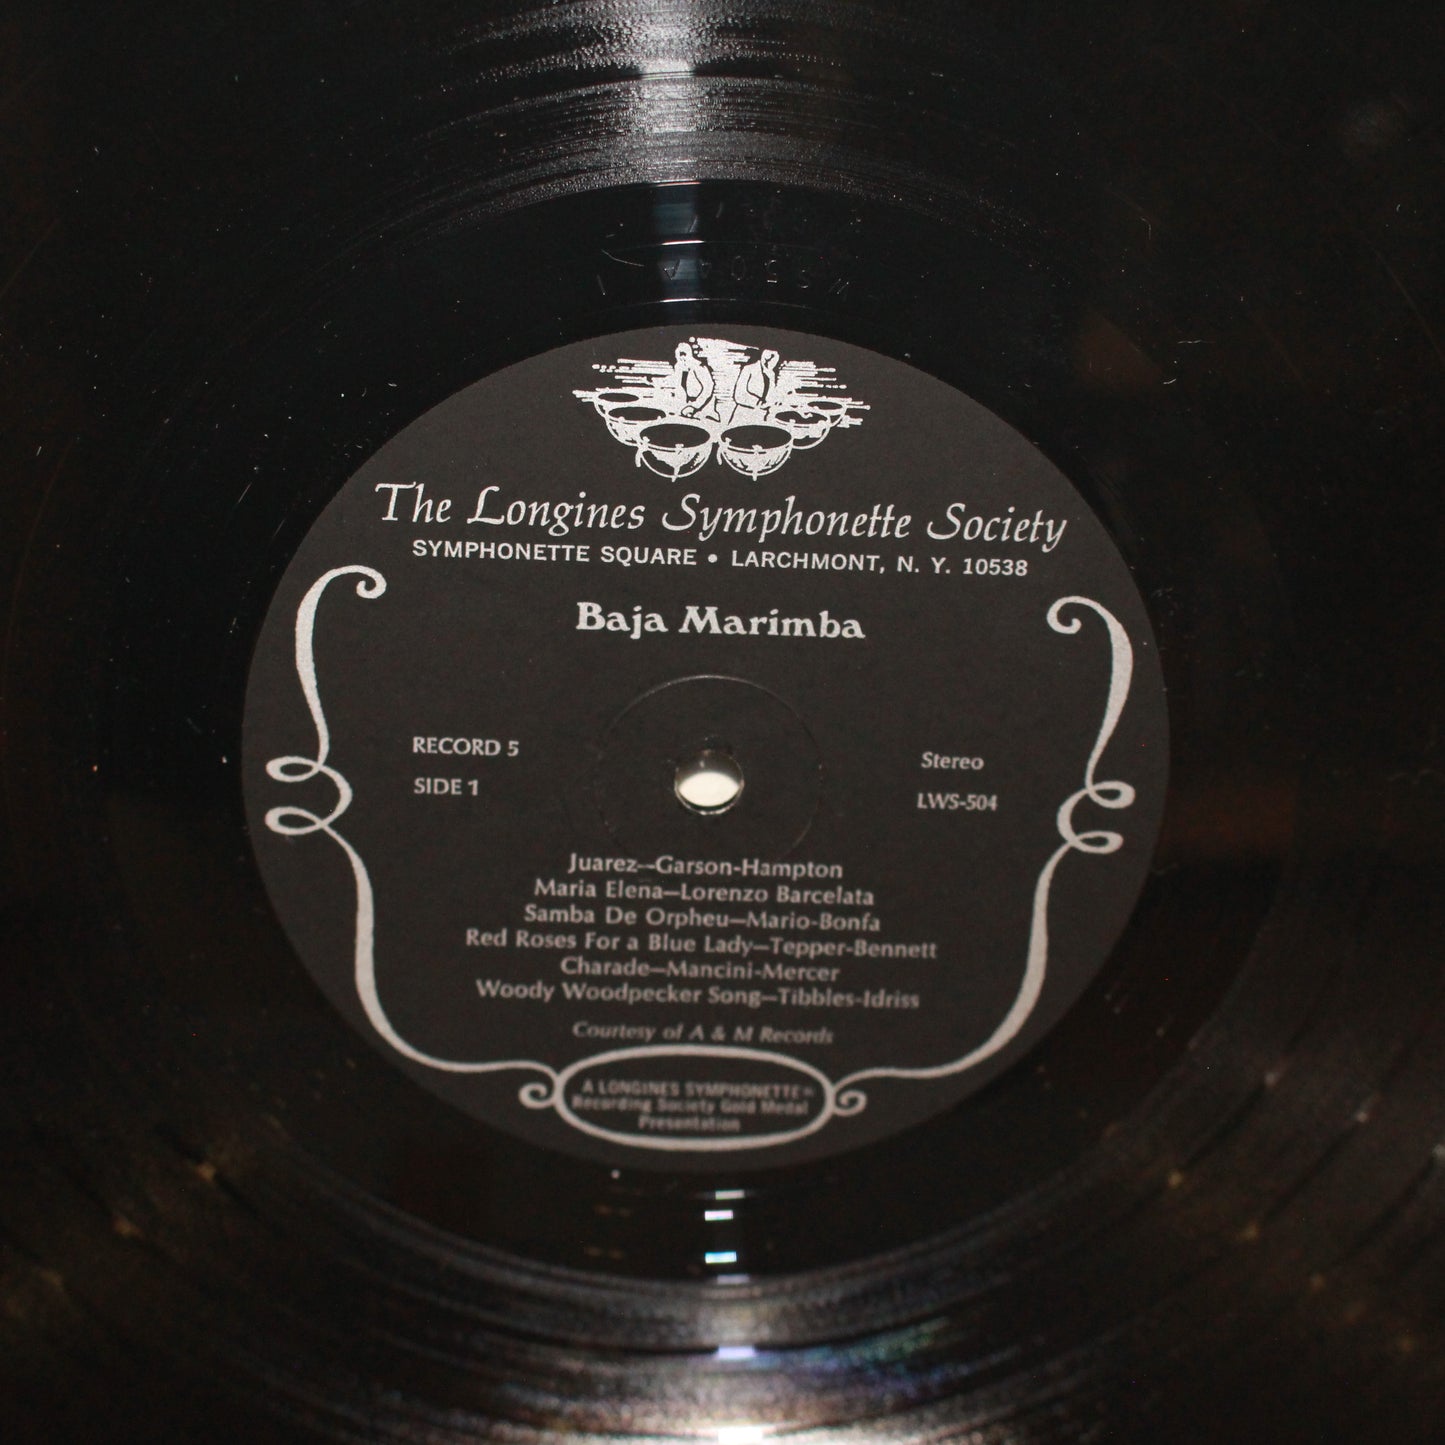 The Longines Symphonette Society
SYMPHONETTE SQUARE • LARCHMONT, N. Y. 10538
Baja Marimba
RECORD 5
SIDE 1
Stereo
LWS-504
Juarez—Garson-Hampton
Maria Elena—Lorenzo Barcelata
Samba De Orpheu—Mario-Bonfa
Red Roses For a Blue Lady—Tepper-Bennett
Charade—Mancini-Mercer
Woody Woodpecker Song—Tibbles-Idriss
Courtesy of A & M Records
A LONGINES SYMPHONETTE®
Recording Society Gold Medal
Presentation